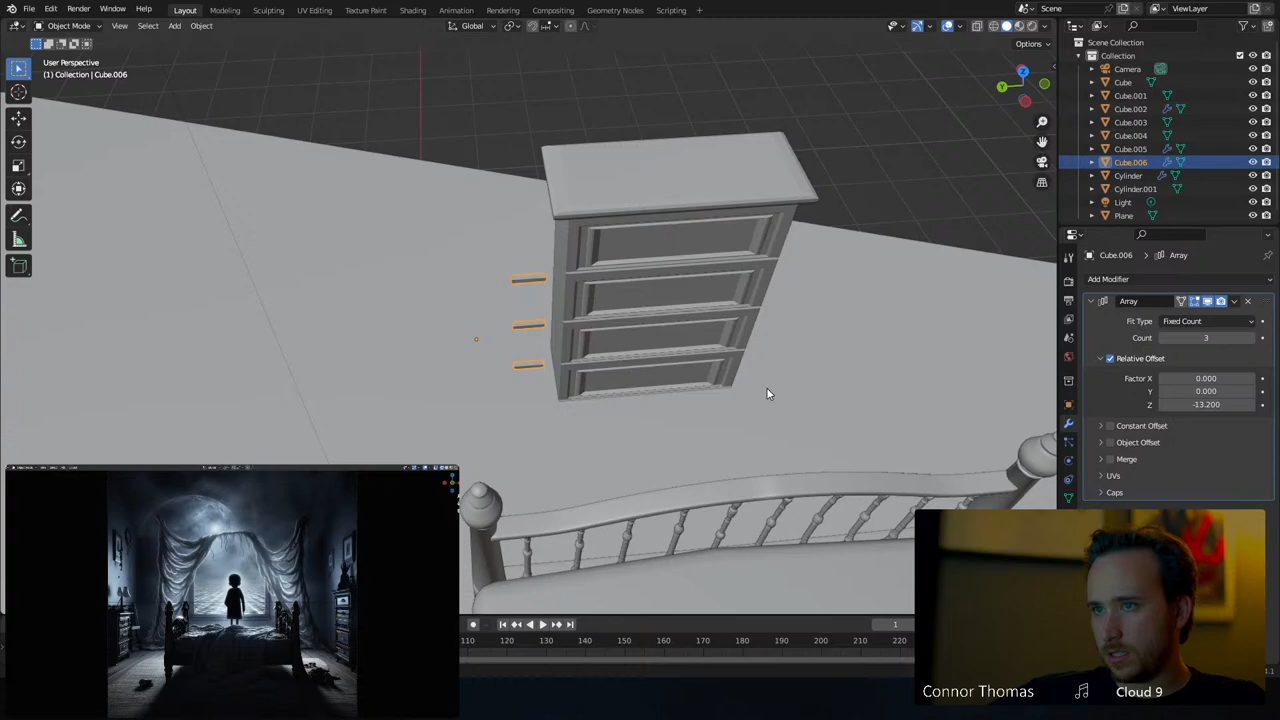 File Edit Render Window Help Layout Modeling Sculpting UV Editing Texture Paint Shading Animation Rendering Compositing Geometry Nodes Scripting Scene ViewLayer
Object Mode View Select Add Object Global
Options
User Perspective
(1) Collection | Cube.006
Scene Collection
Collection
Camera
Cube
Cube.001
Cube.002
Cube.003
Cube.004
Cube.005
Cube.006
Cylinder
Cylinder.001
Light
Plane
Cube.006 > Array
Add Modifier
Array
Fit Type Fixed Count
Count 3
Relative Offset
Factor X 0.000
Y 0.000
Z -13.200
Constant Offset
Object Offset
Merge
UVs
Caps
1
110 120 130 140 150 160 170 180 190 200 210 220
Connor Thomas Cloud 9